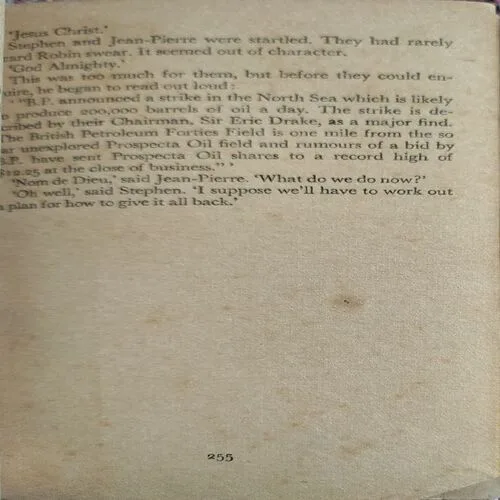 'Jesus Christ.'
Stephen and Jean-Pierre were startled. They had rarely
heard Robin swear. It seemed out of character.
'God Almighty.'
This was too much for them, but before they could en-
quire, he began to read out loud:
' "B.P. announced a strike in the North Sea which is likely
to produce 200,000 barrels of oil a day. The strike is de-
scribed by their Chairman, Sir Eric Drake, as a major find.
The British Petroleum Forties Field is one mile from the so
far unexplored Prospecta Oil field and rumours of a bid by
B.P. have sent Prospecta Oil shares to a record high of
$12.25 at the close of business." '
'Nom de Dieu,' said Jean-Pierre. 'What do we do now?'
'Oh well,' said Stephen. 'I suppose we'll have to work out
a plan for how to give it all back.'
255